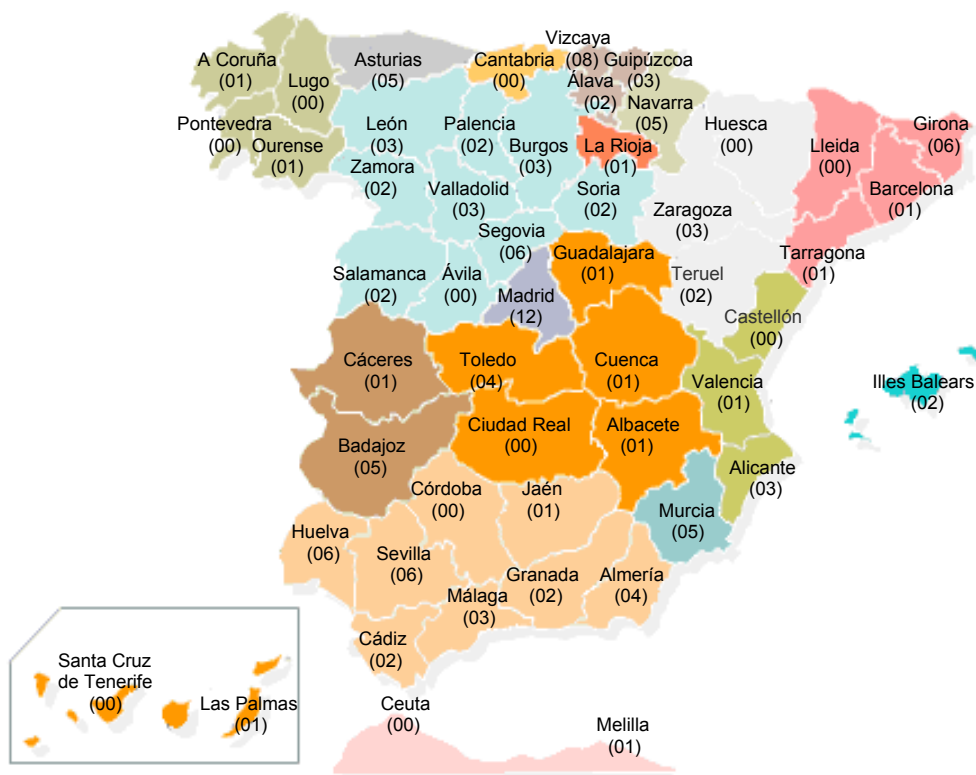 Vizcaya
(08)
A Coruña
(01)
Lugo
(00)
Asturias
(05)
Cantabria
(00)
Guipúzcoa
(03)
Álava
(02)
Navarra
(05)
Pontevedra
(00)
Ourense
(01)
León
(03)
Palencia
(02)
Burgos
(03)
La Rioja
(01)
Huesca
(00)
Lleida
(00)
Girona
(06)
Zamora
(02)
Valladolid
(03)
Soria
(02)
Zaragoza
(03)
Barcelona
(01)
Segovia
(06)
Guadalajara
(01)
Tarragona
(01)
Salamanca
(02)
Ávila
(00)
Madrid
(12)
Teruel
(02)
Castellón
(00)
Cáceres
(01)
Toledo
(04)
Cuenca
(01)
Valencia
(01)
Illes Balears
(02)
Badajoz
(05)
Ciudad Real
(00)
Albacete
(01)
Alicante
(03)
Córdoba
(00)
Jaén
(01)
Murcia
(05)
Huelva
(06)
Sevilla
(06)
Granada
(02)
Almería
(04)
Málaga
(03)
Cádiz
(02)
Santa Cruz
de Tenerife
(00)
Las Palmas
(01)
Ceuta
(00)
Melilla
(01)